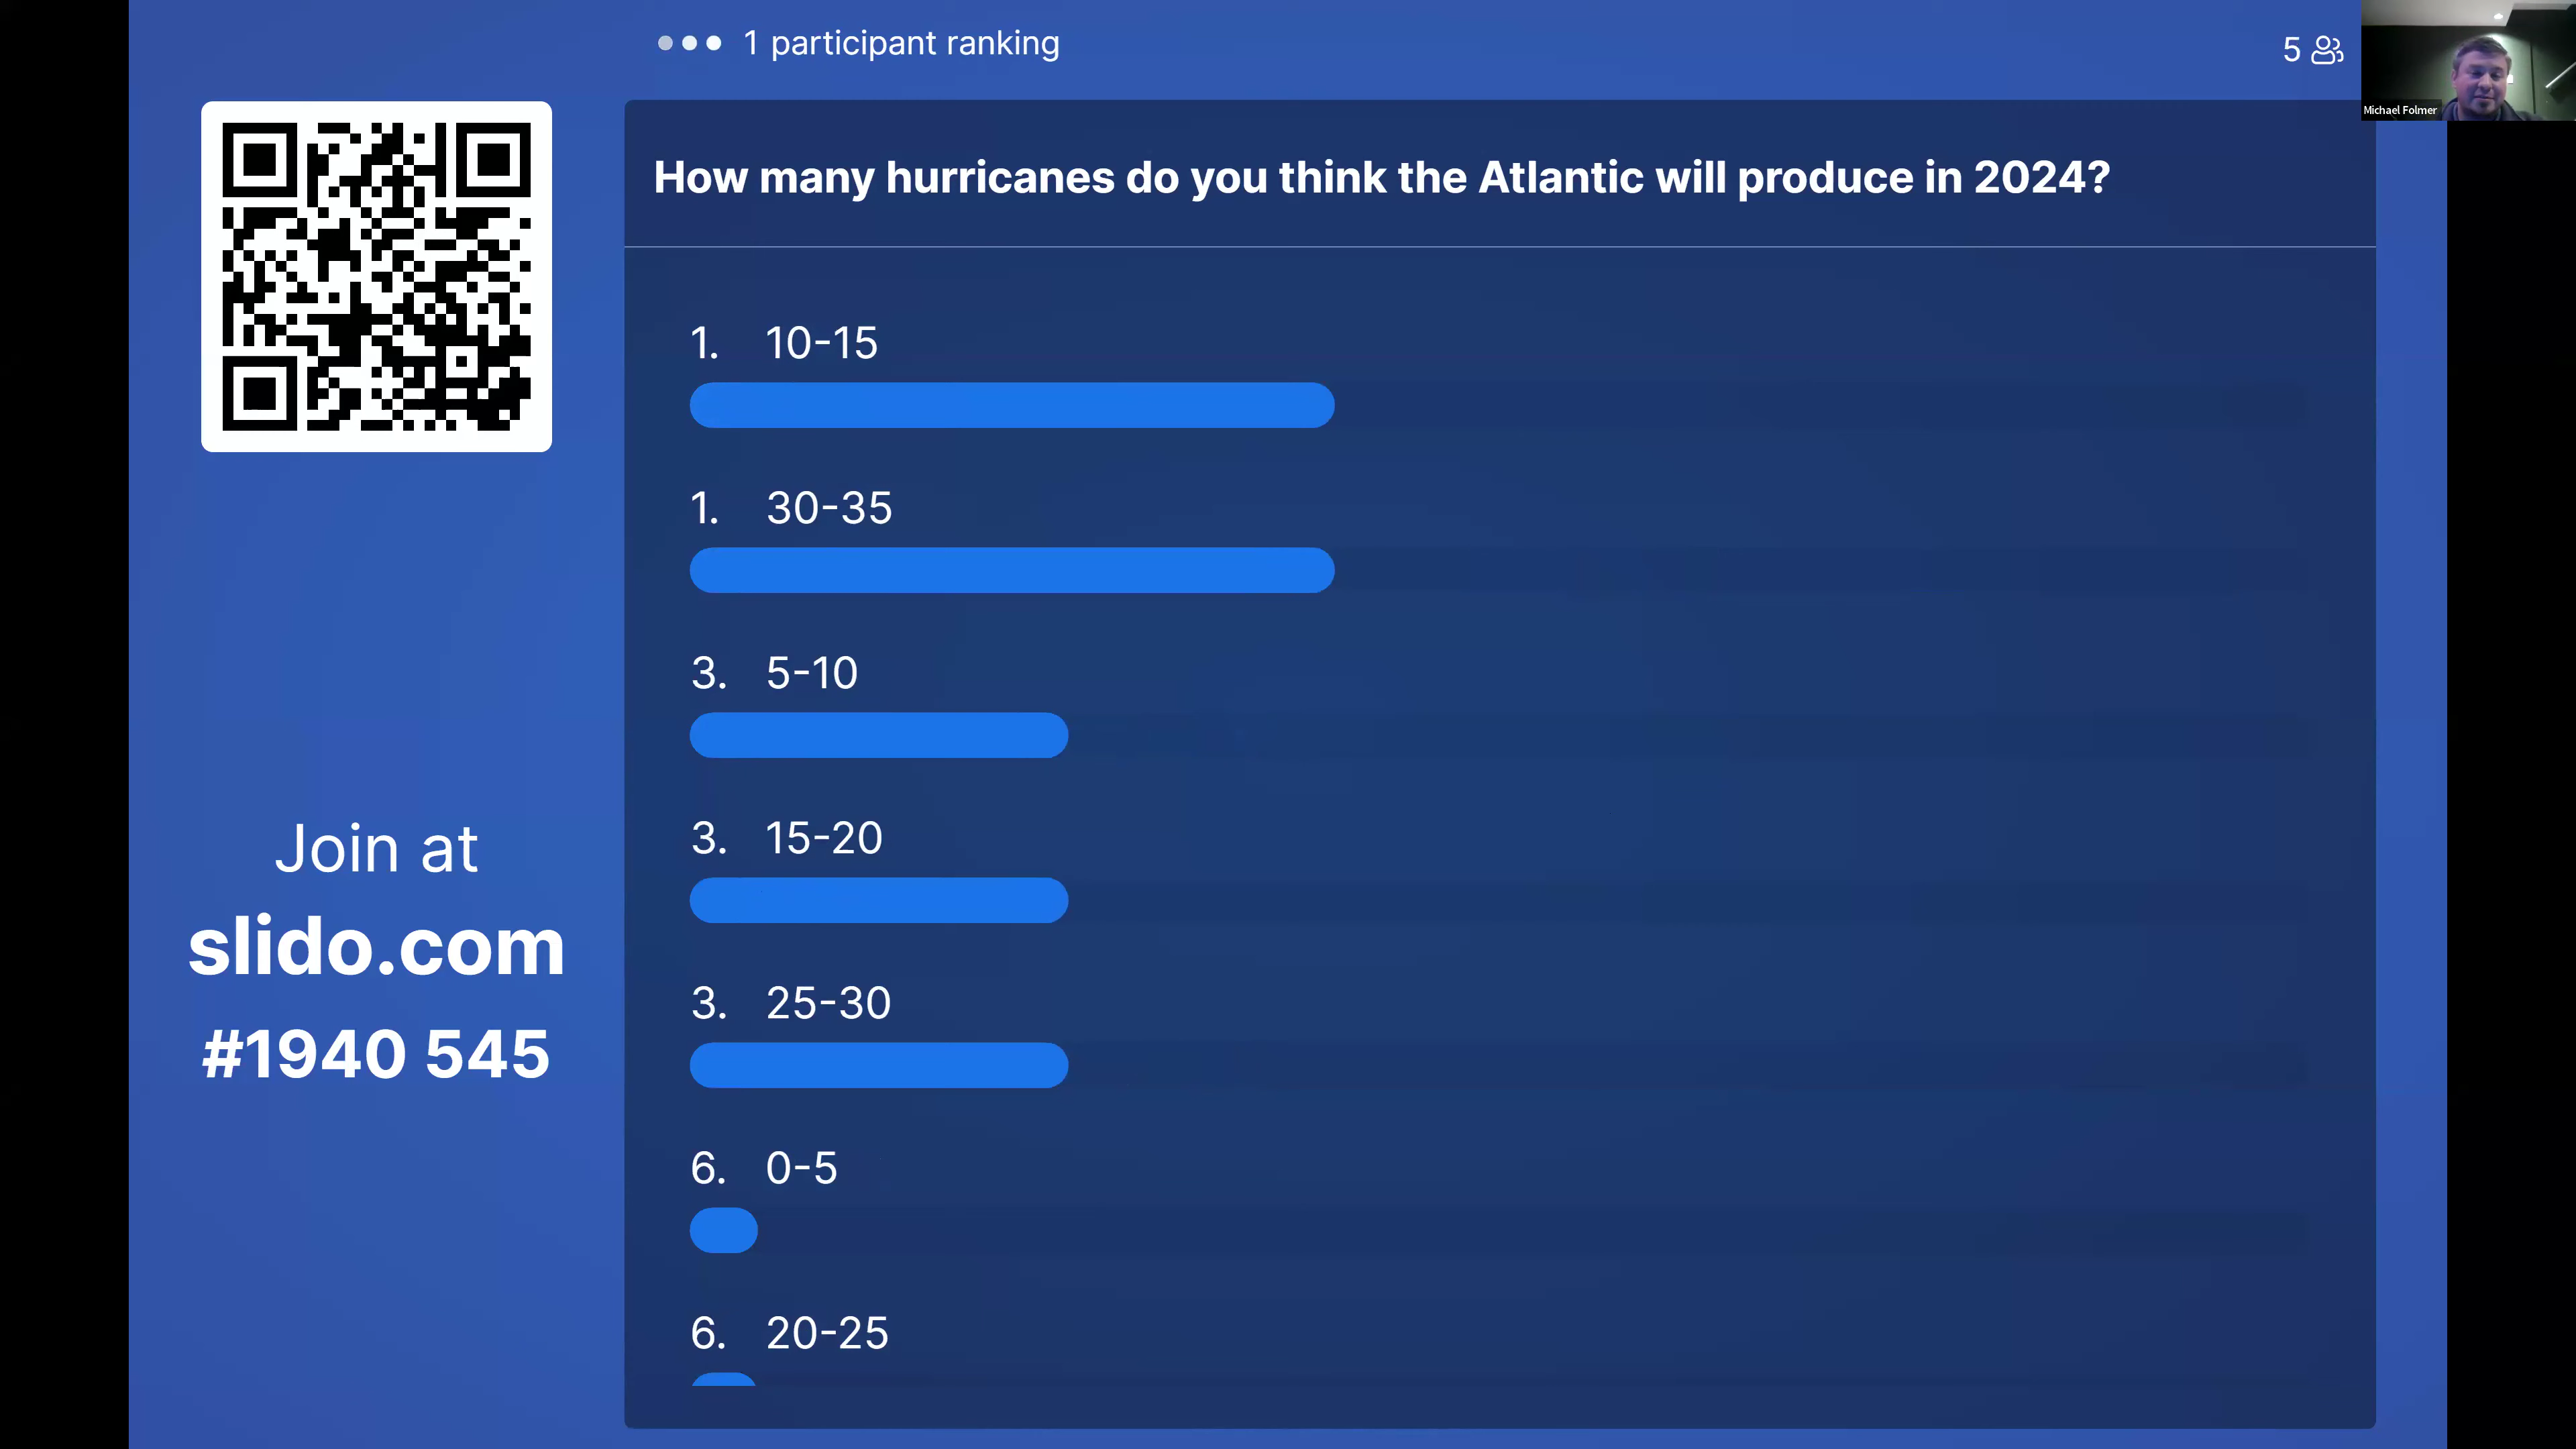 1 participant ranking
5
Michael Folmer
How many hurricanes do you think the Atlantic will produce in 2024?
1. 10-15
1. 30-35
3. 5-10
3. 15-20
3. 25-30
6. 0-5
6. 20-25
Join at
slido.com
#1940 545